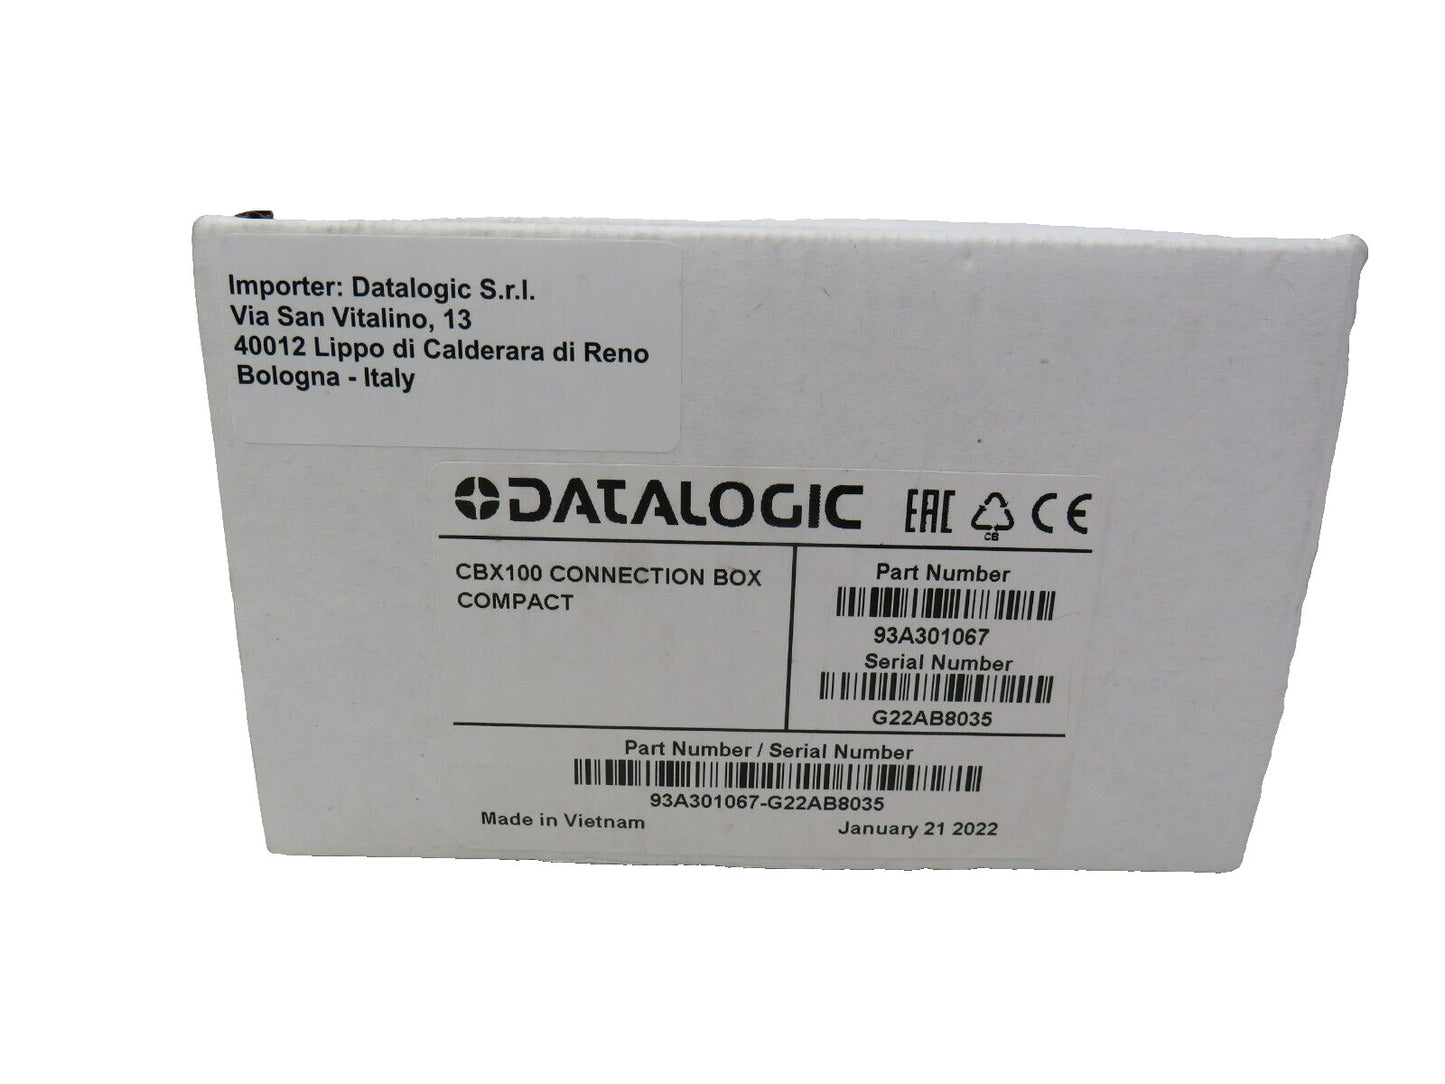 Importer: Datalogic S.r.l.
Via San Vitalino, 13
40012 Lippo di Calderara di Reno
Bologna - Italy
DATALOGIC EAC CB CE
CBX100 CONNECTION BOX
COMPACT
Part Number
93A301067
Serial Number
G22AB8035
Part Number / Serial Number
93A301067-G22AB8035
Made in Vietnam
January 21 2022